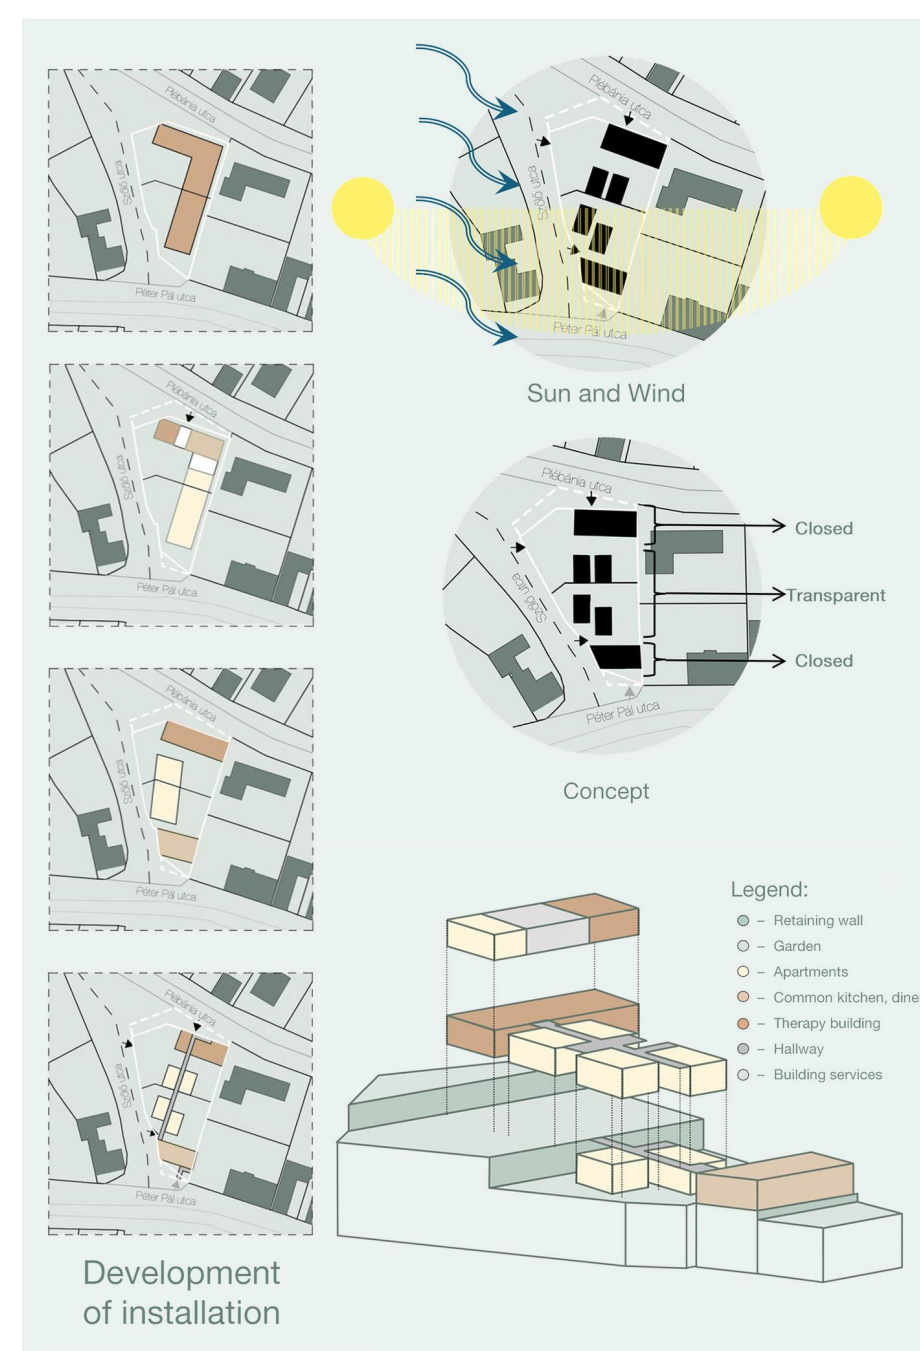 Plébánia utca
Szőlő utca
Péter Pál utca
Plébánia utca
Szőlő utca
Péter Pál utca
Plébánia utca
Szőlő utca
Péter Pál utca
Plébánia utca
Szőlő utca
Péter Pál utca
Development
of installation
Plébánia utca
Szőlő utca
Péter Pál utca
Sun and Wind
Plébánia utca
Szőlő utca
Péter Pál utca
Closed
Transparent
Closed
Concept
Legend:
– Retaining wall
– Garden
– Apartments
– Common kitchen, dine
– Therapy building
– Hallway
– Building services